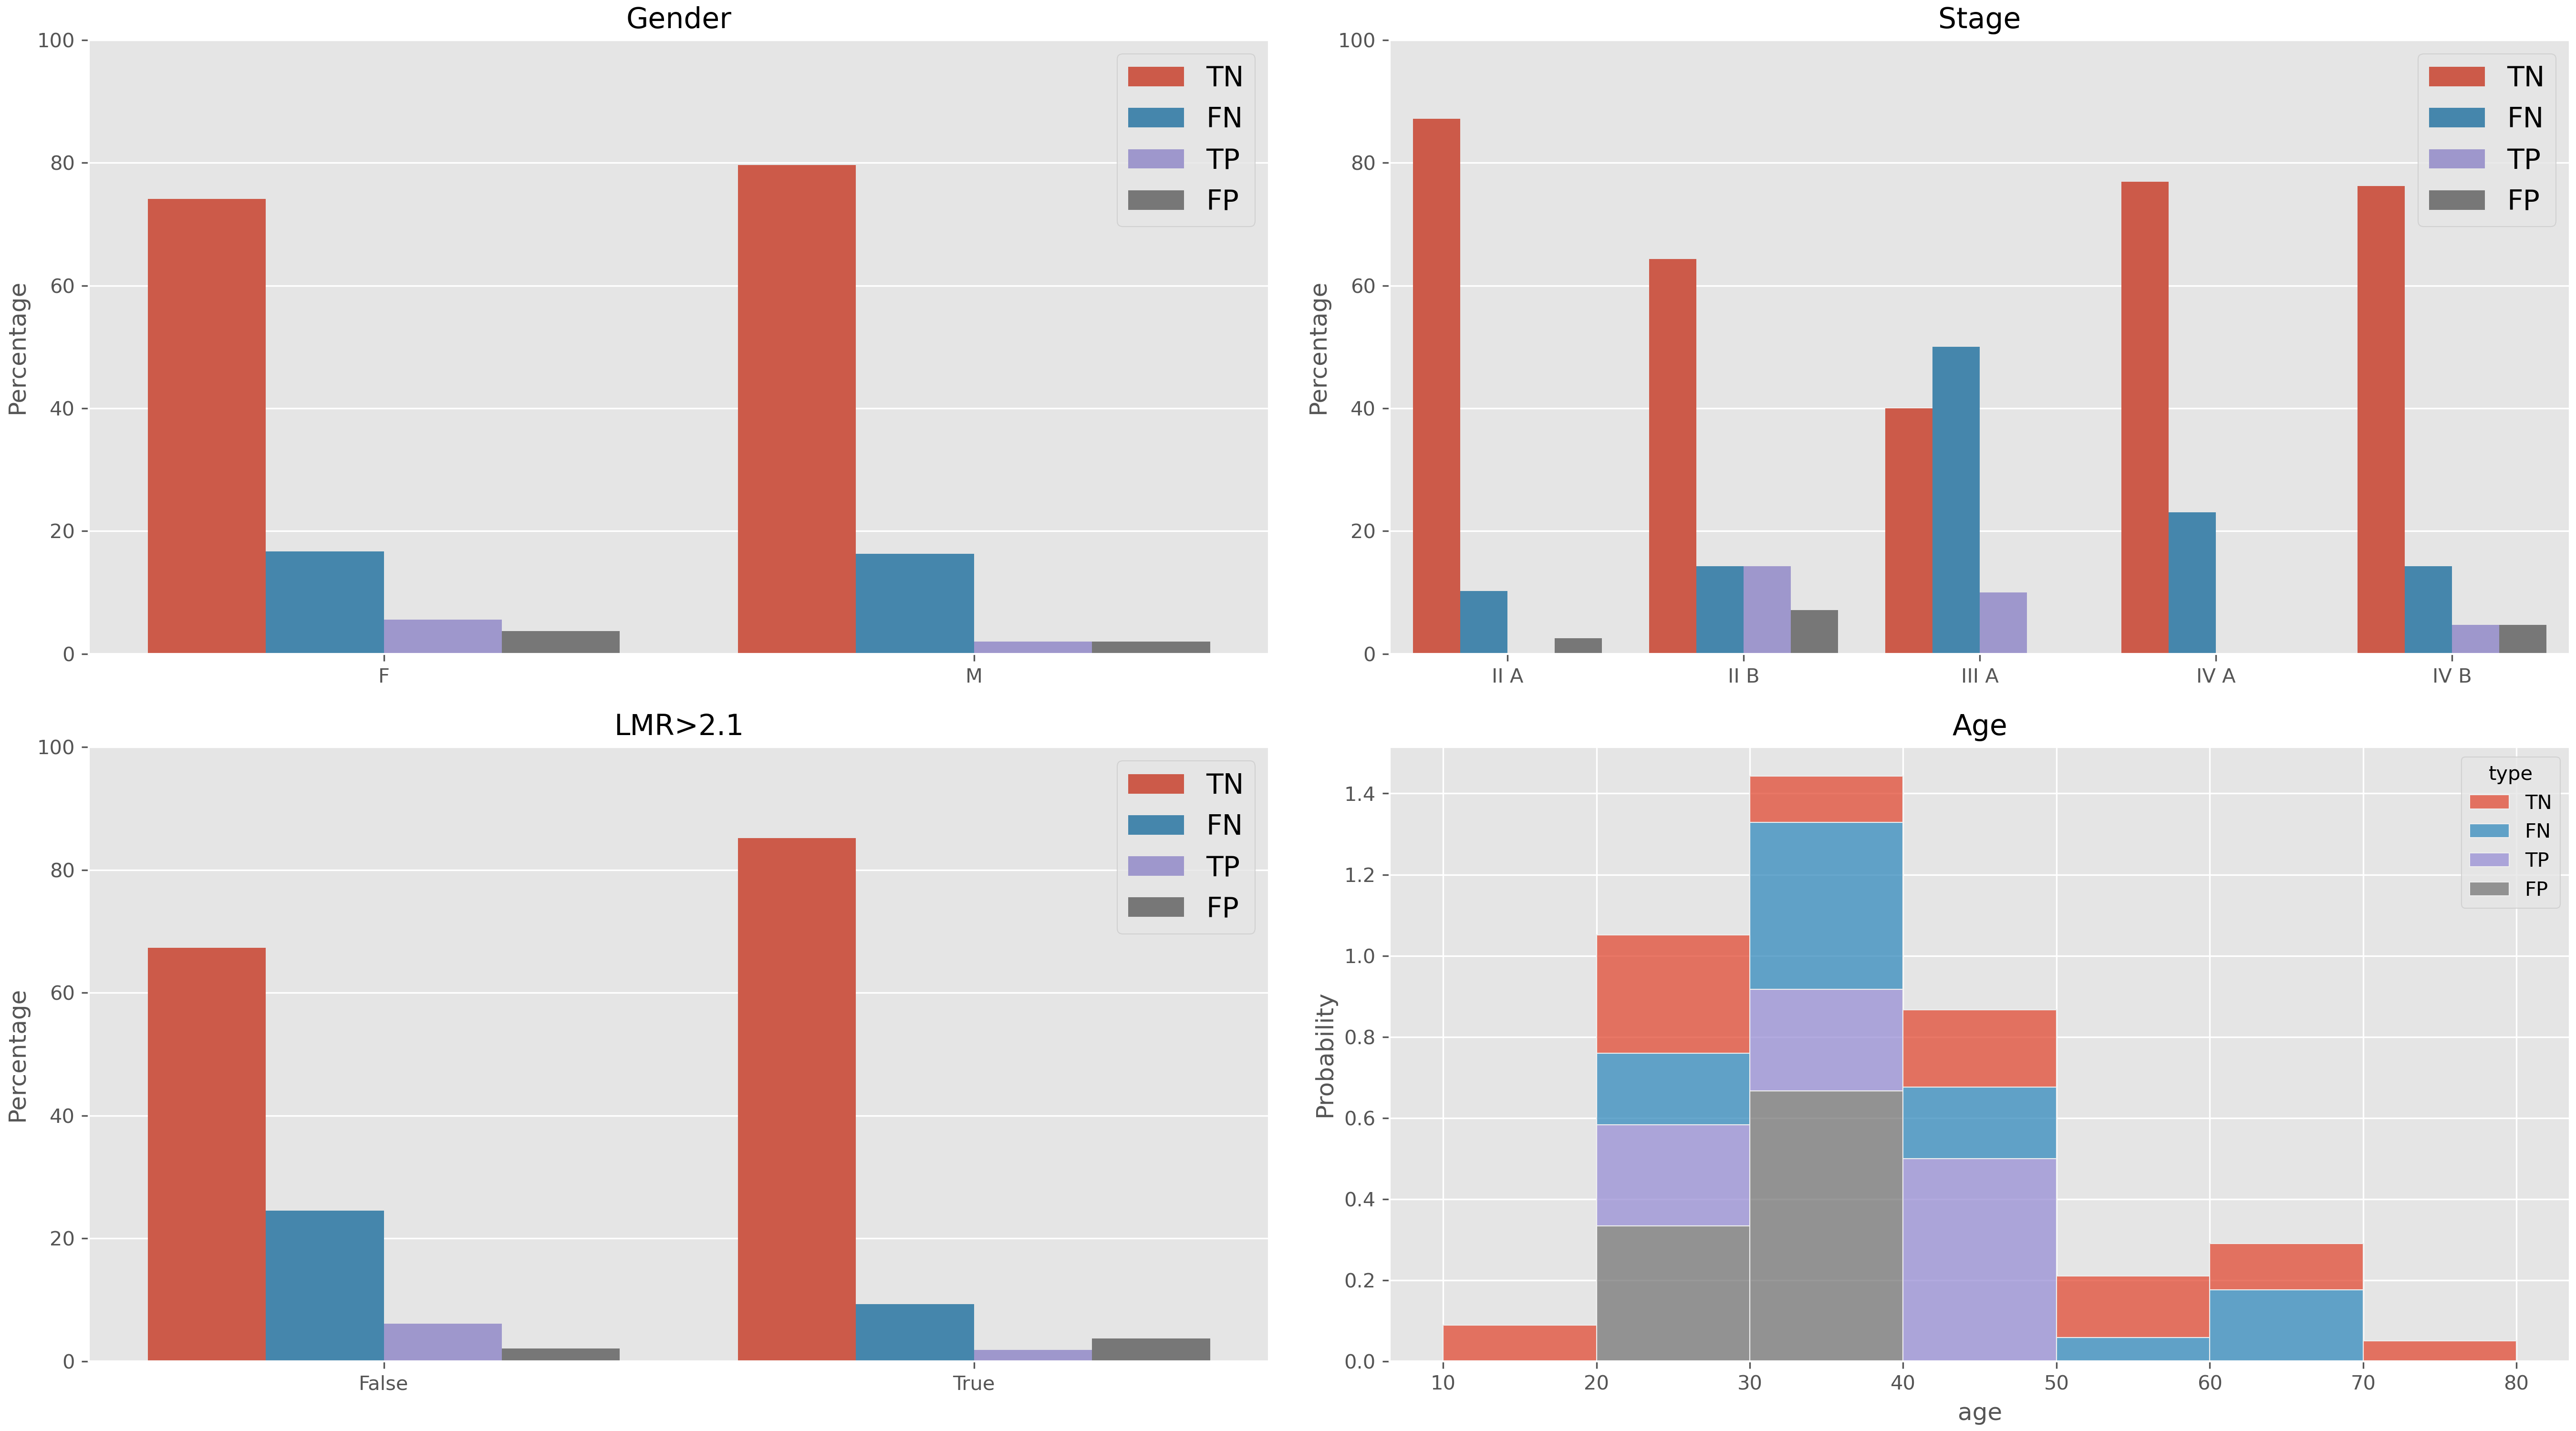 Gender
100
80
60
40
20
0
Percentage
F
M
TN
FN
TP
FP
Stage
100
80
60
40
20
0
Percentage
II A
II B
III A
IV A
IV B
TN
FN
TP
FP
LMR>2.1
100
80
60
40
20
0
Percentage
False
True
TN
FN
TP
FP
Age
1.4
1.2
1.0
0.8
0.6
0.4
0.2
0.0
Probability
10
20
30
40
50
60
70
80
age
type
TN
FN
TP
FP